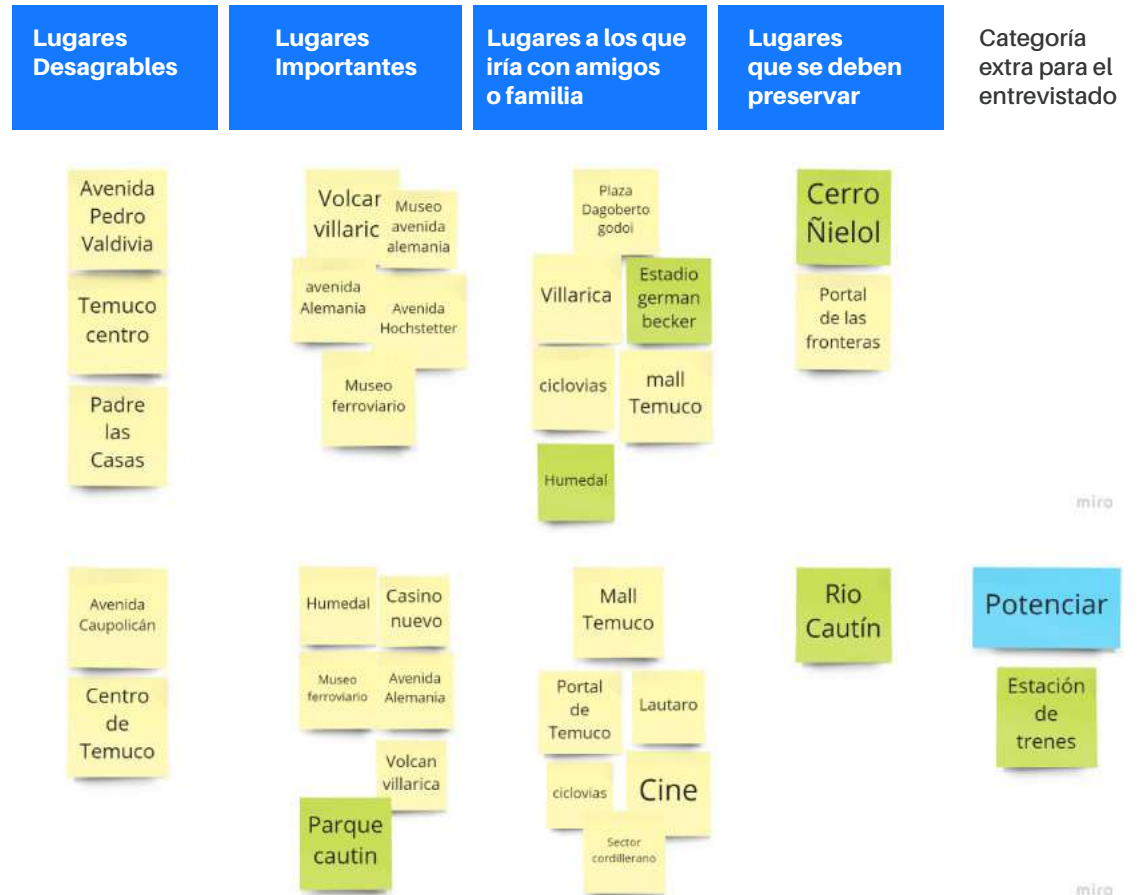 Lugares
Desagrables
Lugares
Importantes
Lugares a los que
iría con amigos
o familia
Lugares
que se deben
preservar
Categoría
extra para el
entrevistado
Avenida
Pedro
Valdivia
Temuco
centro
Padre
las
Casas
Volcar
villaric
Museo
avenida
alemania
avenida
Alemania
Avenida
Hochstetter
Museo
ferroviario
Plaza
Dagoberto
godoi
Villarica
Estadio
german
becker
ciclovias
mall
Temuco
Humedal
Cerro
Ñielol
Portal
de las
fronteras
miro
Avenida
Caupolicán
Centro
de
Temuco
Humedal
Casino
nuevo
Museo
ferroviario
Avenida
Alemania
Volcan
villarica
Parque
cautin
Mall
Temuco
Portal
de
Temuco
Lautaro
ciclovias
Cine
Sector
cordillerano
Rio
Cautín
Potenciar
Estación
de
trenes
miro